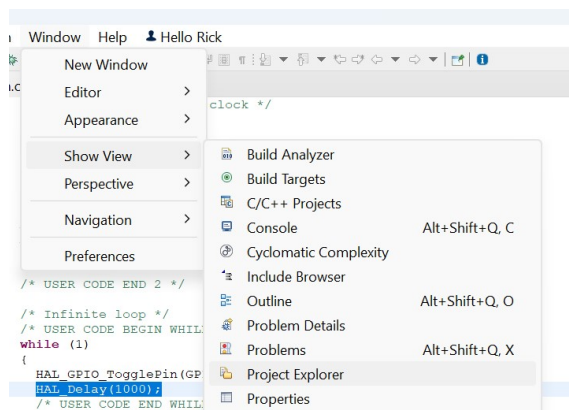 Window Help Hello Rick
New Window
Editor
Appearance
clock */
Show View
Perspective
Navigation
Preferences
Build Analyzer
Build Targets
C/C++ Projects
Console Alt+Shift+Q, C
Cyclomatic Complexity
Include Browser
Outline Alt+Shift+Q, O
Problem Details
Problems Alt+Shift+Q, X
Project Explorer
Properties
/* USER CODE END 2 */
/* Infinite loop */
/* USER CODE BEGIN WHIL
while (1)
{
HAL_GPIO_TogglePin(GP
HAL_Delay(1000);
/* USER CODE END WHIL